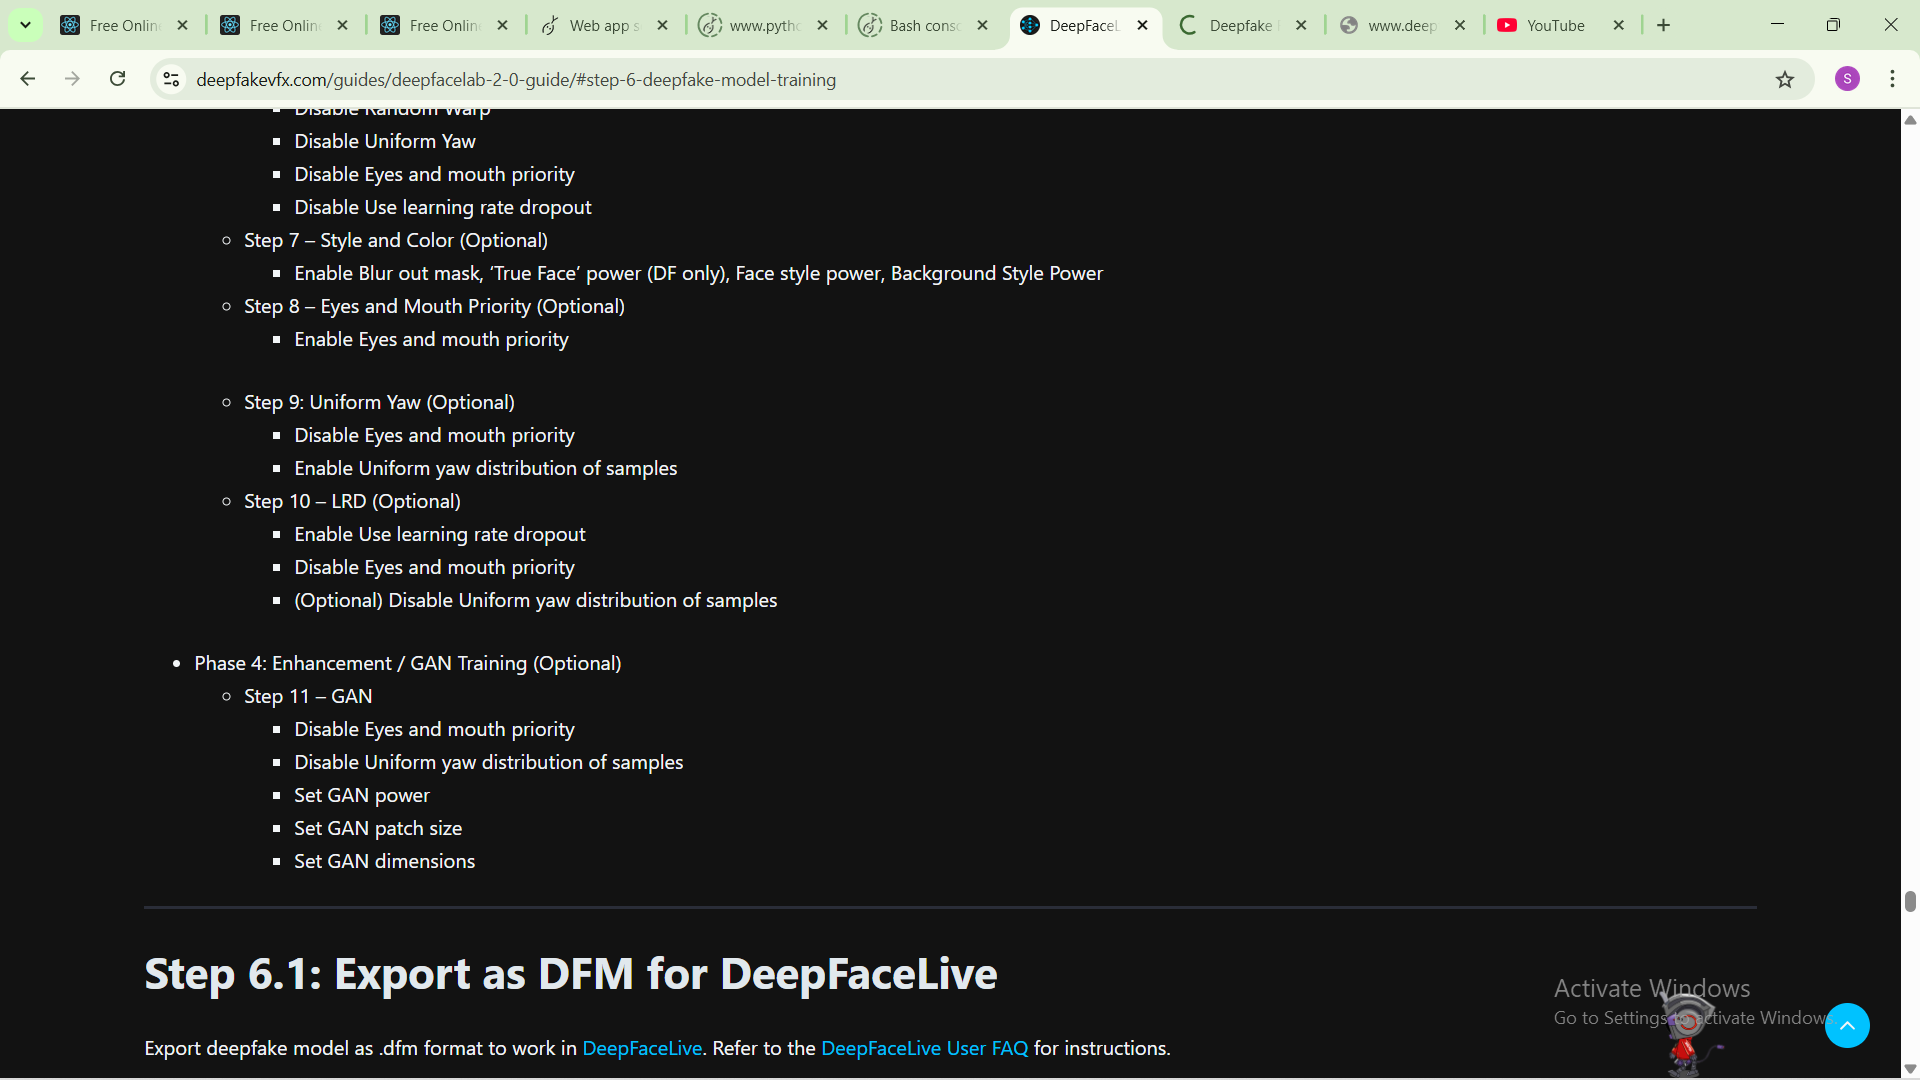 Free Online
Free Online
Free Online
Web app s
www.pytho
Bash conso
DeepFaceL
Deepfake
www.deep
YouTube
deepfakevfx.com/guides/deepfacelab-2-0-guide/#step-6-deepfake-model-training
S
Disable Random Warp
Disable Uniform Yaw
Disable Eyes and mouth priority
Disable Use learning rate dropout
Step 7 – Style and Color (Optional)
Enable Blur out mask, ‘True Face’ power (DF only), Face style power, Background Style Power
Step 8 – Eyes and Mouth Priority (Optional)
Enable Eyes and mouth priority
Step 9: Uniform Yaw (Optional)
Disable Eyes and mouth priority
Enable Uniform yaw distribution of samples
Step 10 – LRD (Optional)
Enable Use learning rate dropout
Disable Eyes and mouth priority
(Optional) Disable Uniform yaw distribution of samples
Phase 4: Enhancement / GAN Training (Optional)
Step 11 – GAN
Disable Eyes and mouth priority
Disable Uniform yaw distribution of samples
Set GAN power
Set GAN patch size
Set GAN dimensions
Step 6.1: Export as DFM for DeepFaceLive
Export deepfake model as .dfm format to work in DeepFaceLive. Refer to the DeepFaceLive User FAQ for instructions.
Activate Windows
Go to Settings to activate Windows.